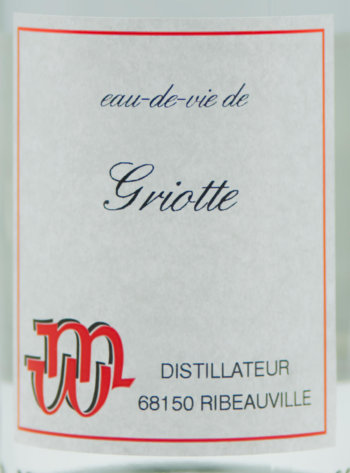 eau-de-vie de
Griotte
DISTILLATEUR
68150 RIBEAUVILLE